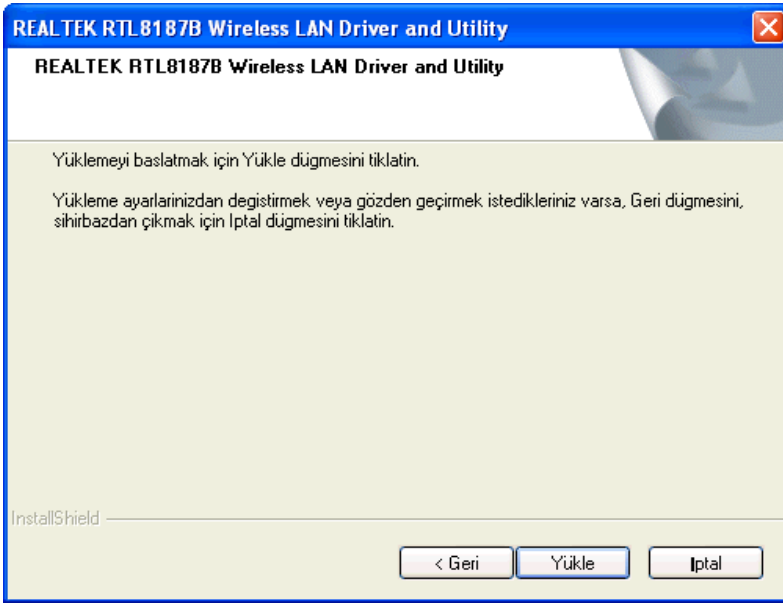 REALTEK RTL8187B Wireless LAN Driver and Utility
REALTEK RTL8187B Wireless LAN Driver and Utility
Yüklemeyi baslatmak için Yükle dügmesini tiklatin.
Yükleme ayarlarinizdan degistirmek veya gözden geçirmek istedikleriniz varsa, Geri dügmesini,
sihirbazdan çikmak için Iptal dügmesini tiklatin.
InstallShield
< Geri
Yükle
Iptal